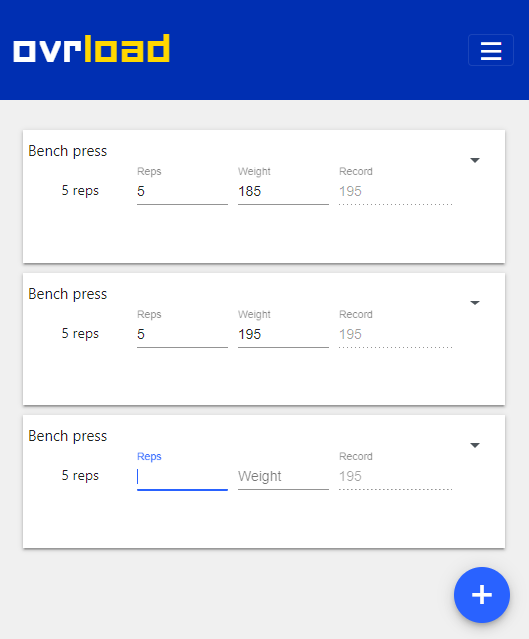 ovrload
Bench press
Reps Weight Record
5 reps 5 185 195
Bench press
Reps Weight Record
5 reps 5 195 195
Bench press
Reps Record
5 reps Weight 195
+